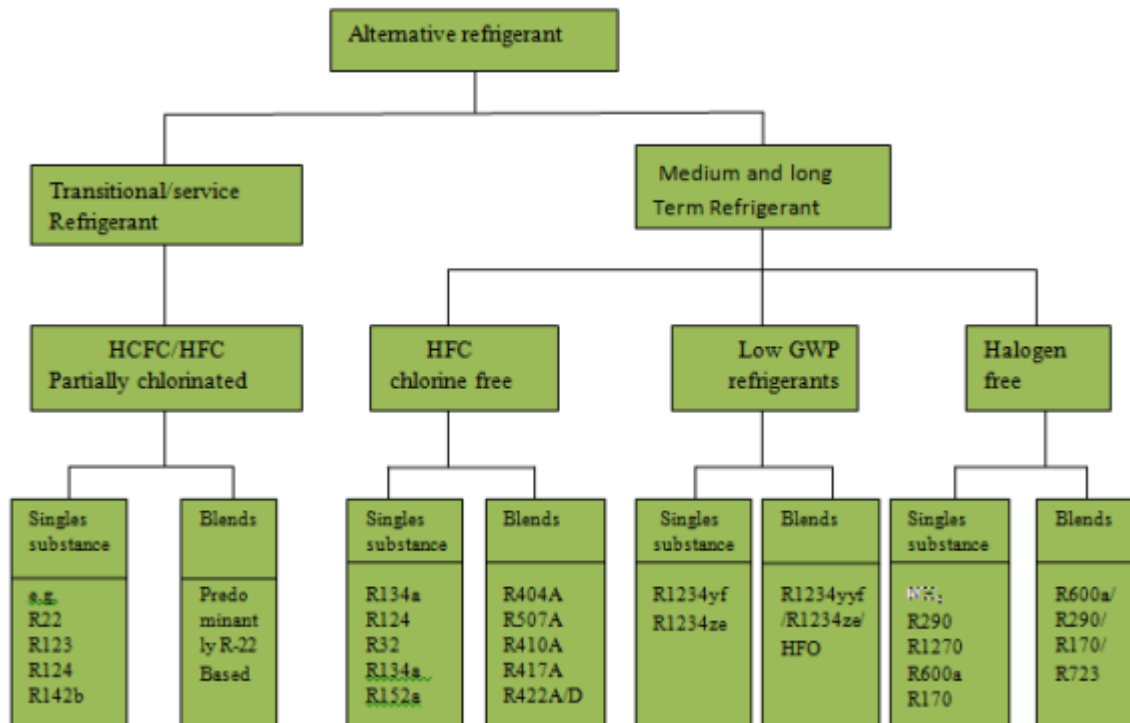 Alternative refrigerant
Transitional/service
Refrigerant
Medium and long
Term Refrigerant
HCFC/HFC
Partially chlorinated
HFC
chlorine free
Low GWP
refrigerants
Halogen
free
Singles
substance
e.g.
R22
R123
R124
R142b
Blends
Predo
minant
ly R-22
Based
Singles
substance
R134a
R124
R32
R134a
R152a
Blends
R404A
R507A
R410A
R417A
R422A/D
Singles
substance
R1234yf
R1234ze
Blends
R1234yyf
/R1234ze/
HFO
Singles
substance
NH₃
R290
R1270
R600a
R170
Blends
R600a/
R290/
R170/
R723